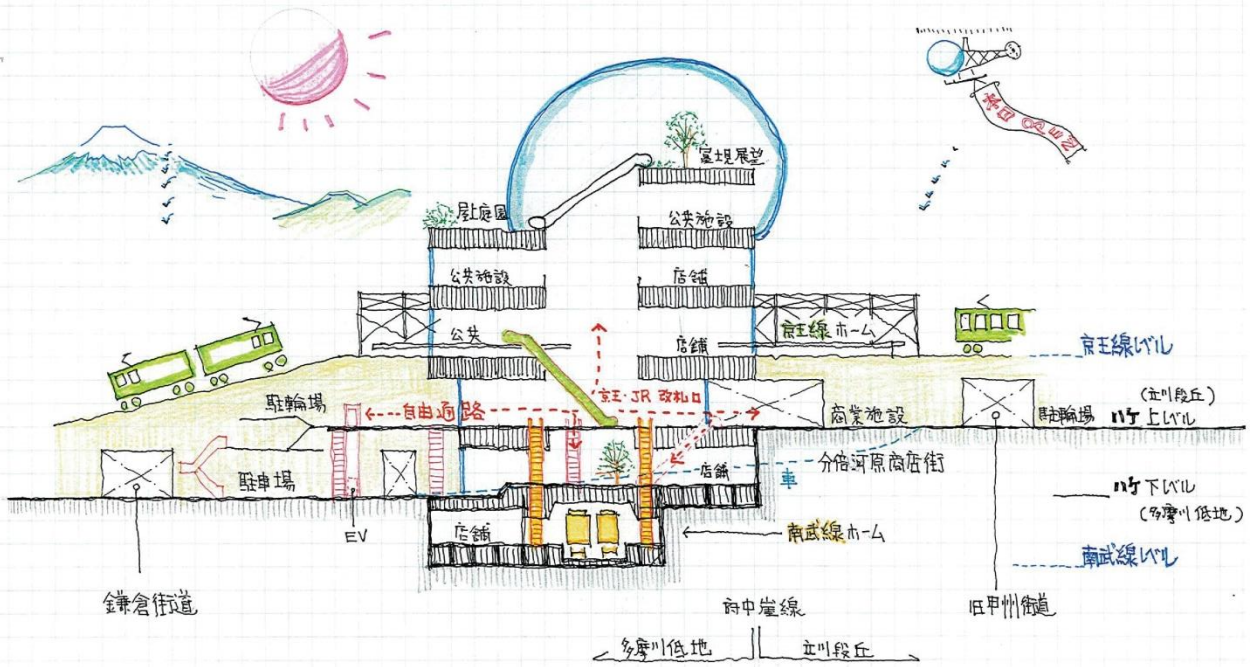 屋上庭園
展望
公共施設
公共施設
店舗
公共
店舗
京王線ホーム
京王線レベル
京王・JR 改札口
自由通路
駐輪場
商業施設
駐輪場
(立川段丘)
ハケ上レベル
分倍河原商店街
駐車場
店舗
車
ハケ下レベル
(多摩川低地)
EV
店舗
南武線ホーム
南武線レベル
鎌倉街道
府中崖線
旧甲州街道
多摩川低地
立川段丘